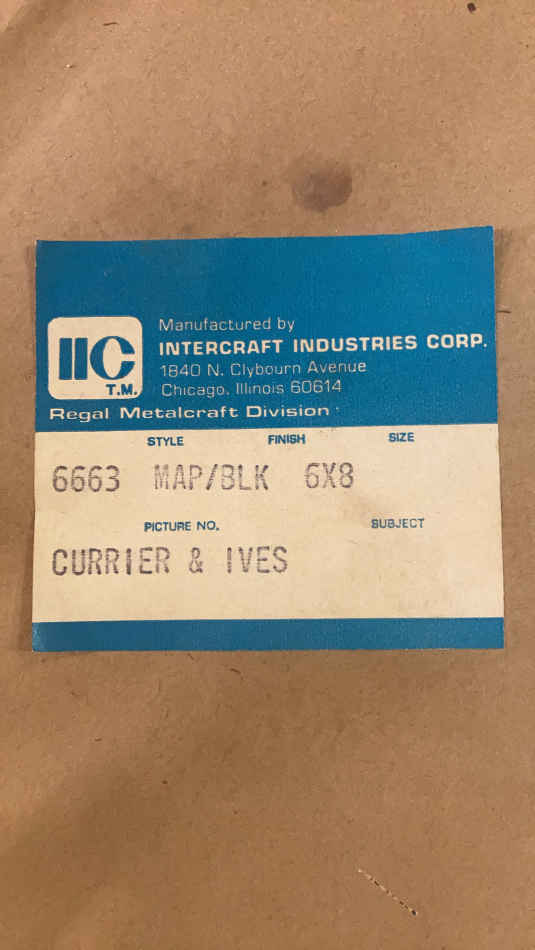 Manufactured by
IIC
INTERCRAFT INDUSTRIES CORP.
1840 N. Clybourn Avenue
T.M.
Chicago, Illinois 60614
Regal Metalcraft Division
STYLE FINISH SIZE
6663 MAP/BLK 6X8
PICTURE NO. SUBJECT
CURRIER & IVES